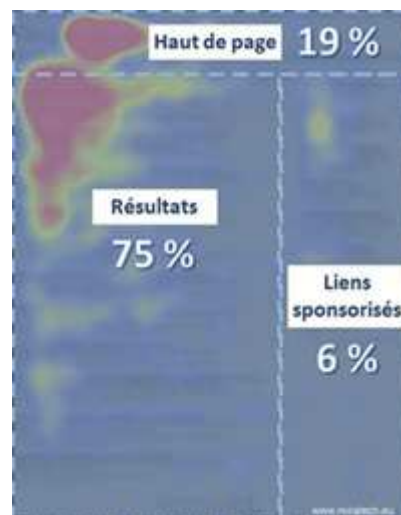 Haut de page
19 %
Résultats
75 %
Liens
sponsorisés
6 %